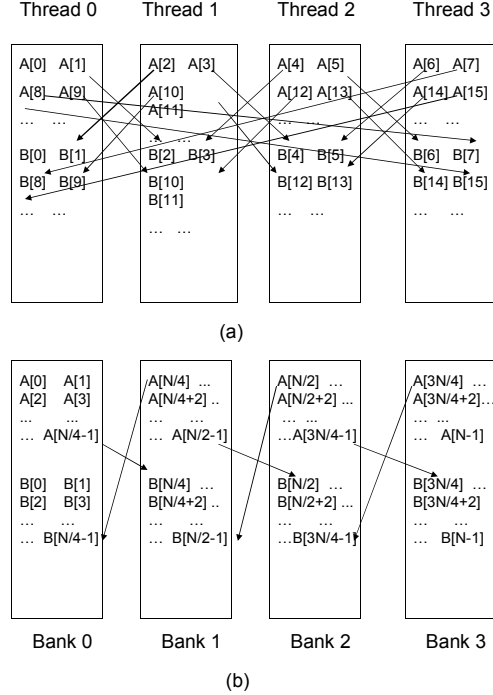 Thread 0 Thread 1 Thread 2 Thread 3
A[0] A[1] A[2] A[3] A[4] A[5] A[6] A[7]
A[8] A[9] A[10] A[12] A[13] A[14] A[15]
A[11]
… … … … … … … …
B[0] B[1] B[2] B[3] B[4] B[5] B[6] B[7]
B[8] B[9] B[10] B[12] B[13] B[14] B[15]
B[11]
… … … … … … … …
(a)
A[0] A[1] A[N/4] ... A[N/2] … A[3N/4] …
A[2] A[3] A[N/4+2] .. A[N/2+2] ... A[3N/4+2]…
... ... … … … ... … ...
… A[N/4-1] … A[N/2-1] …A[3N/4-1] … A[N-1]
B[0] B[1] B[N/4] … B[N/2] … B[3N/4] …
B[2] B[3] B[N/4+2] .. B[N/2+2] ... B[3N/4+2]
… … … … … … … …
… B[N/4-1] … B[N/2-1] …B[3N/4-1] … B[N-1]
Bank 0 Bank 1 Bank 2 Bank 3
(b)